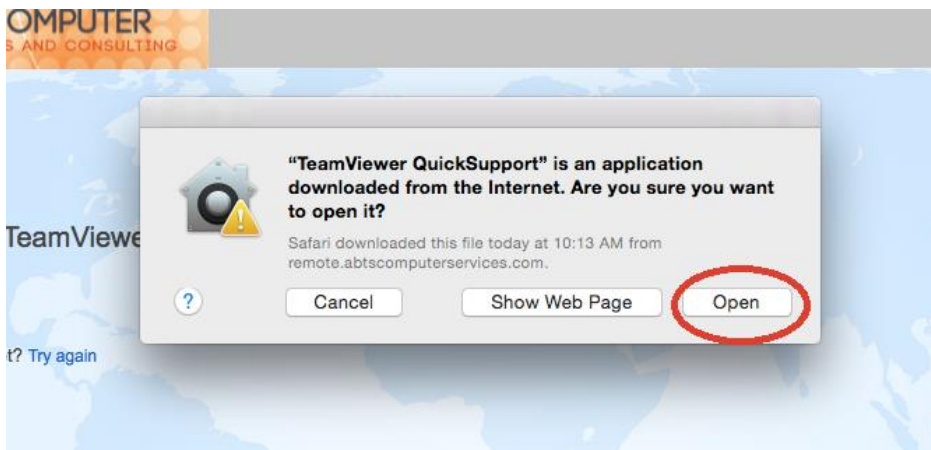 OMPUTER
S AND CONSULTING
“TeamViewer QuickSupport” is an application
downloaded from the Internet. Are you sure you want
to open it?
Safari downloaded this file today at 10:13 AM from
remote.abtscomputerservices.com.
TeamViewe
?
Cancel
Show Web Page
Open
t? Try again